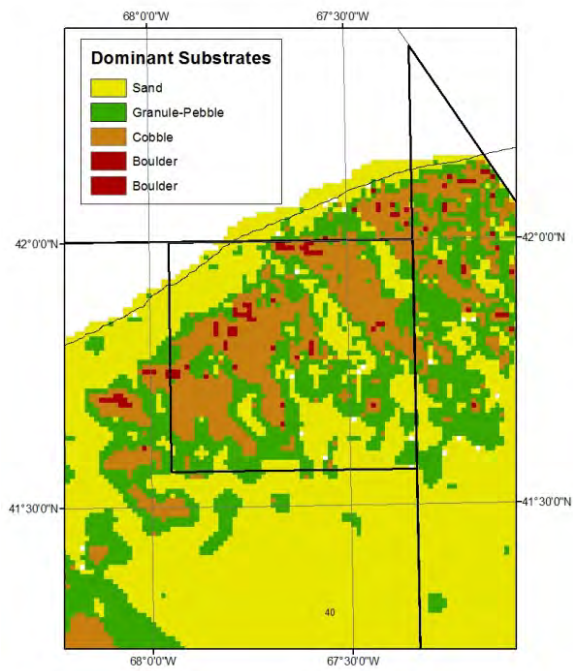 68°0'0"W
67°30'0"W
Dominant Substrates
Sand
Granule-Pebble
Cobble
Boulder
Boulder
42°0'0"N
42°0'0"N
41°30'0"N
41°30'0"N
40
68°0'0"W
67°30'0"W